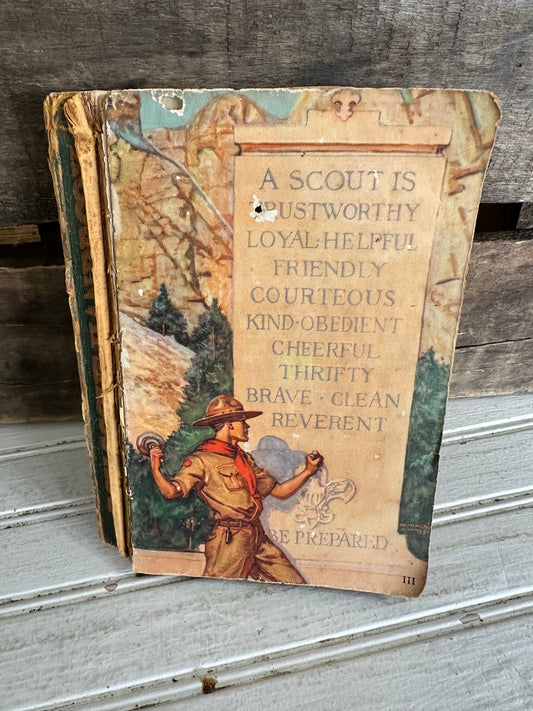 A SCOUT IS
TRUSTWORTHY
LOYAL·HELPFUL
FRIENDLY
COURTEOUS
KIND·OBEDIENT
CHEERFUL
THRIFTY
BRAVE·CLEAN
REVERENT
BE PREPARED
III